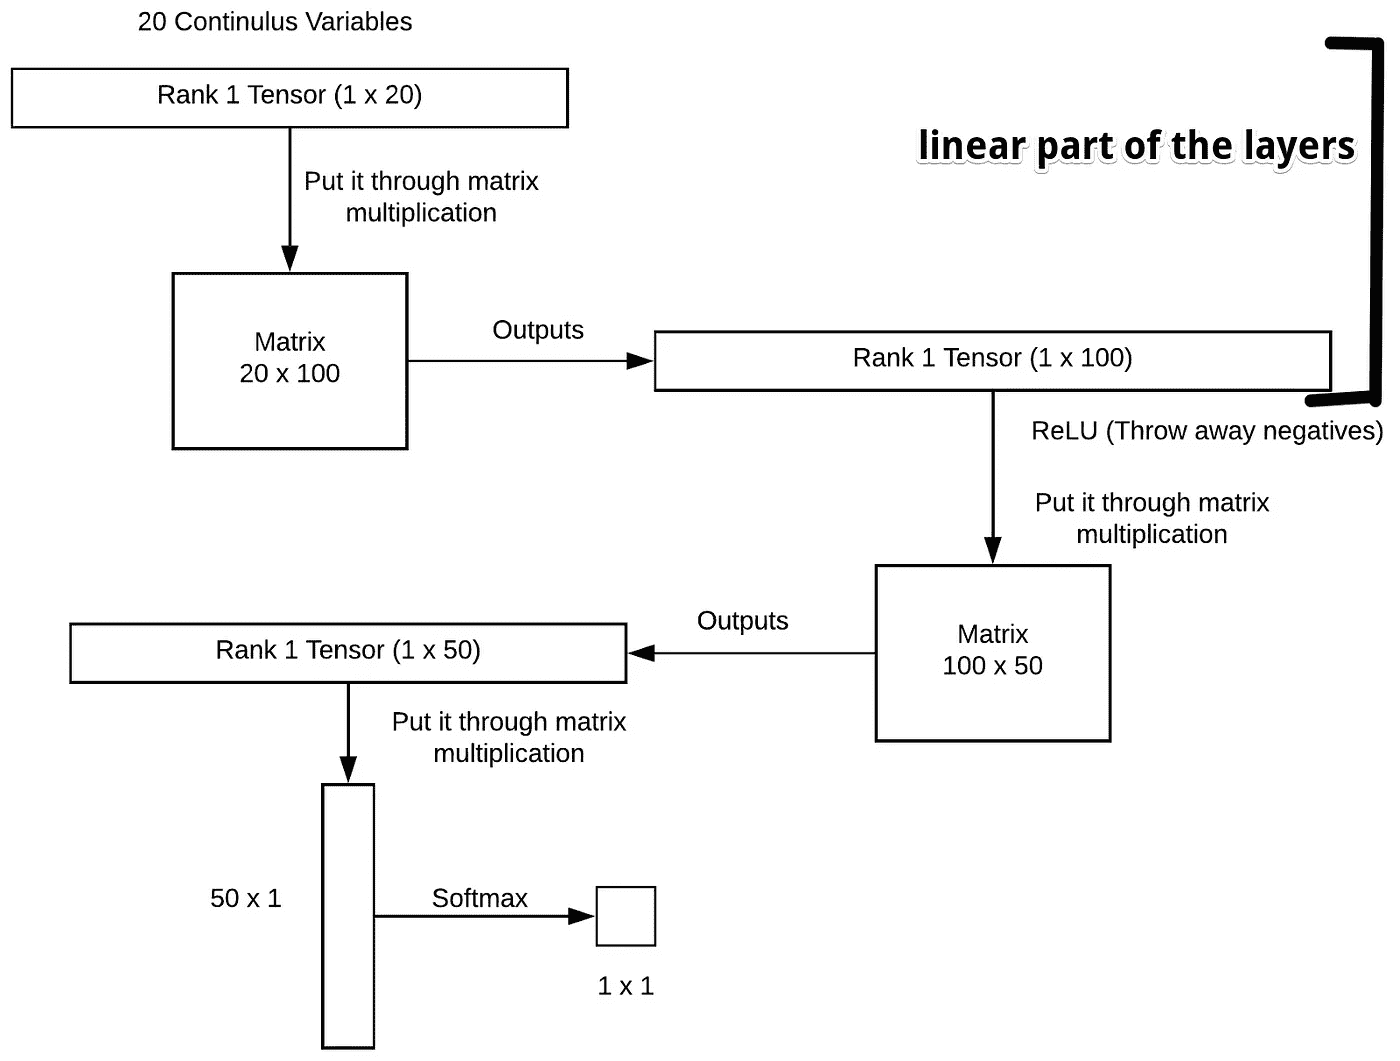 20 Continulus Variables
Rank 1 Tensor (1 x 20)
linear part of the layers
Put it through matrix
multiplication
Matrix
20 x 100
Outputs
Rank 1 Tensor (1 x 100)
ReLU (Throw away negatives)
Put it through matrix
multiplication
Matrix
100 x 50
Outputs
Rank 1 Tensor (1 x 50)
Put it through matrix
multiplication
50 x 1
Softmax
1 x 1